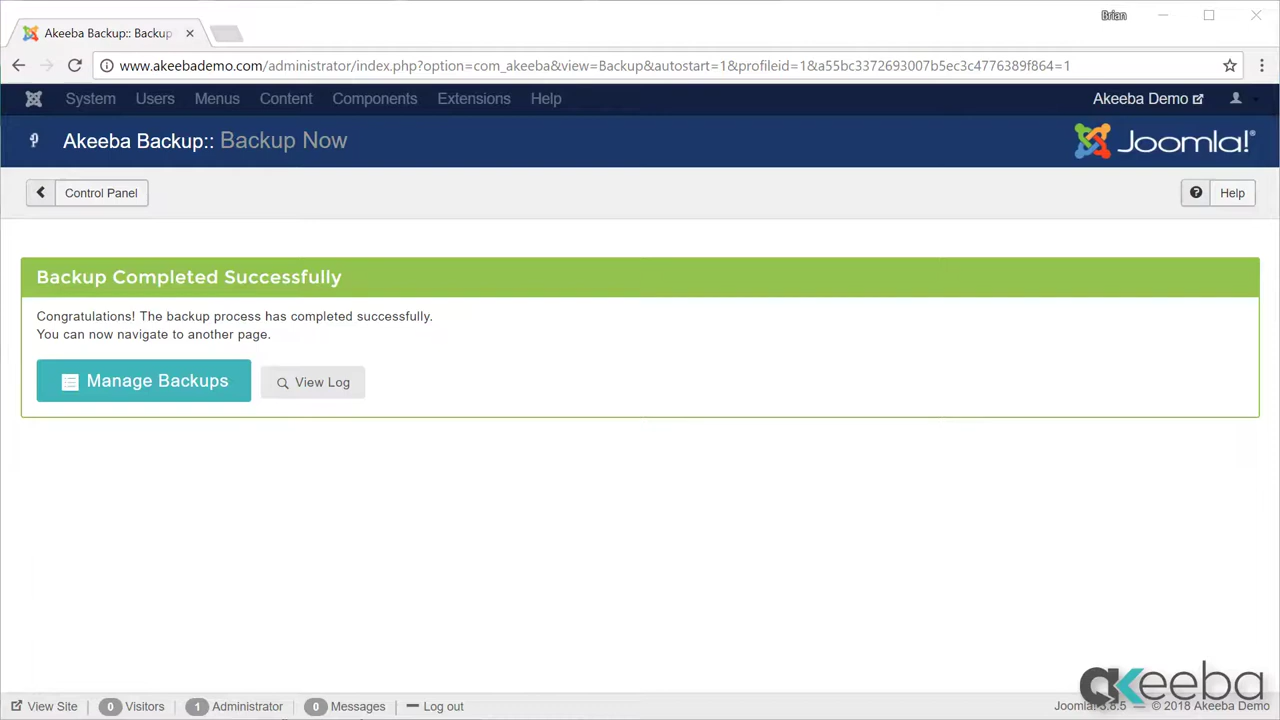 Brian
Akeeba Backup:: Backup
www.akeebademo.com/administrator/index.php?option=com_akeeba&view=Backup&autostart=1&profileid=1&a55bc3372693007b5ec3c4776389f864=1
System Users Menus Content Components Extensions Help Akeeba Demo
Akeeba Backup:: Backup Now Joomla!®
Control Panel Help
Backup Completed Successfully
Congratulations! The backup process has completed successfully.
You can now navigate to another page.
Manage Backups View Log
akeeba
View Site 0 Visitors 1 Administrator 0 Messages Log out Joomla! 3.8.5 — © 2018 Akeeba Demo